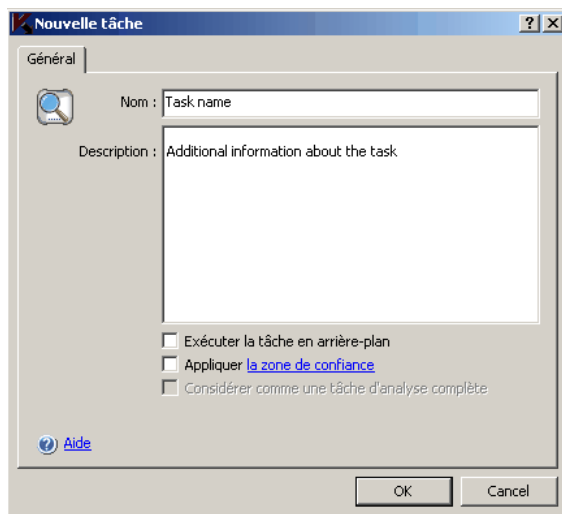 Nouvelle tâche
Général
Nom : Task name
Description : Additional information about the task
Exécuter la tâche en arrière-plan
Appliquer la zone de confiance
Considérer comme une tâche d'analyse complète
Aide
OK Cancel